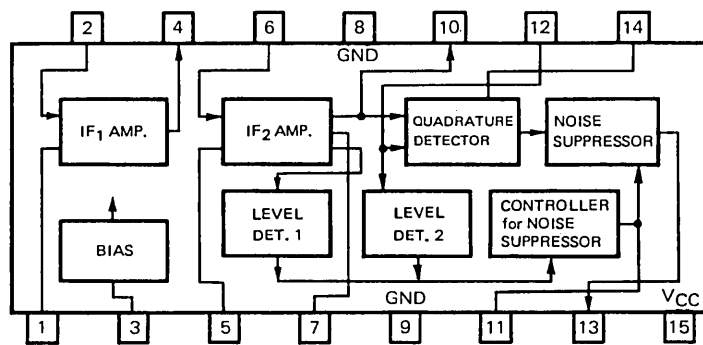 2 4 6 8 10 12 14
GND
IF1 AMP.
IF2 AMP.
QUADRATURE
DETECTOR
NOISE
SUPPRESSOR
BIAS
LEVEL
DET. 1
LEVEL
DET. 2
CONTROLLER
for NOISE
SUPPRESSOR
GND
VCC
1 3 5 7 9 11 13 15